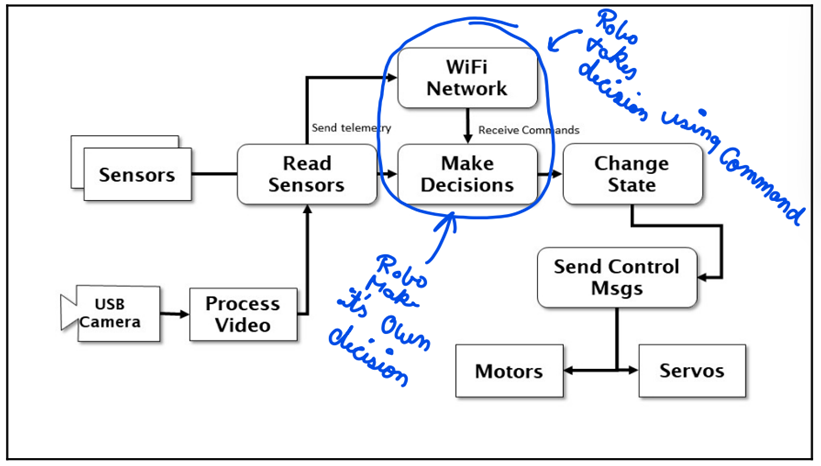 WiFi
Network
Robo
takes
decision using Command
Send telemetry
Receive Commands
Sensors
Read
Sensors
Make
Decisions
Change
State
Robo
Make
it's Own
decision
Send Control
Msgs
USB
Camera
Process
Video
Motors
Servos